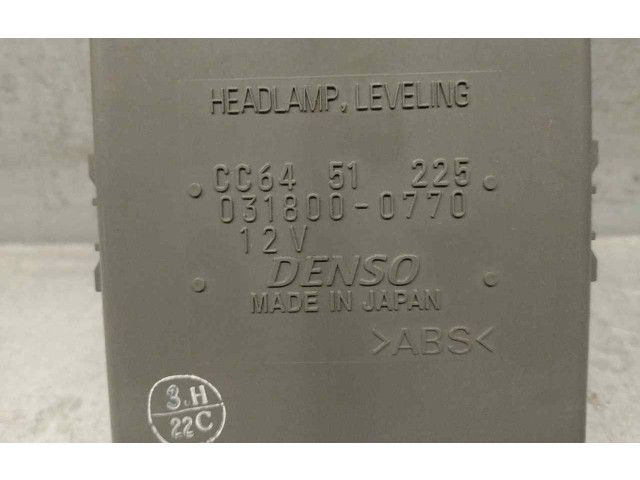 HEADLAMP, LEVELING
CC64 51 225
031800-0770
12V
DENSO
MADE IN JAPAN
>ABS<
3.H
22C